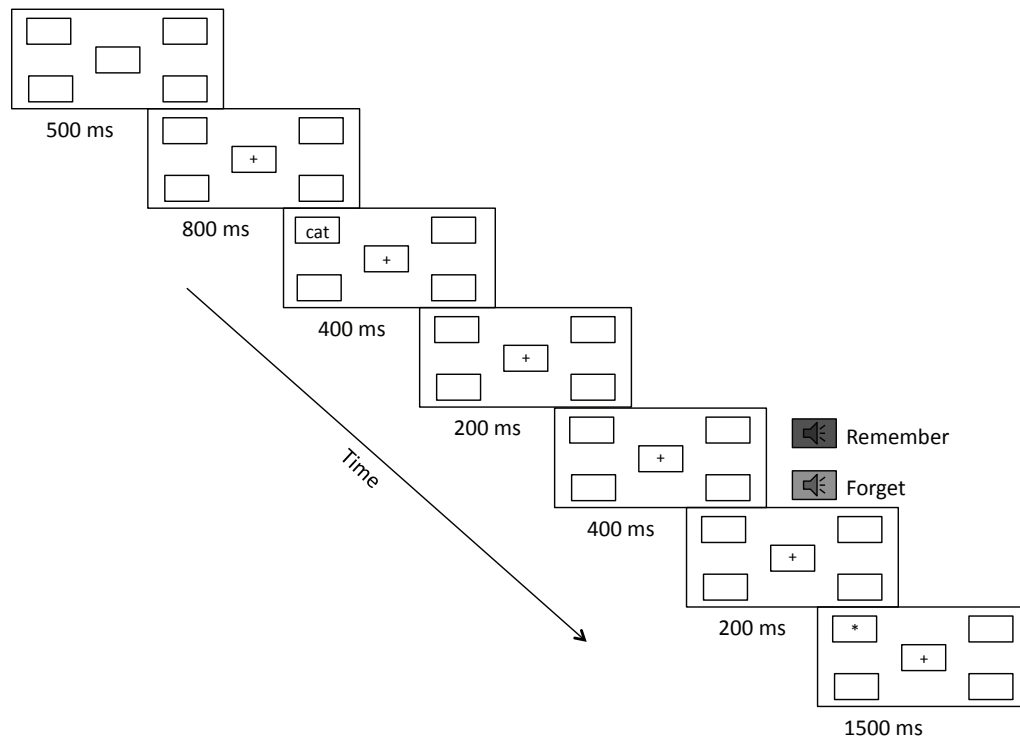 500 ms
+
800 ms
cat
+
400 ms
+
200 ms
+
Remember
Forget
400 ms
+
200 ms
*
+
1500 ms
Time